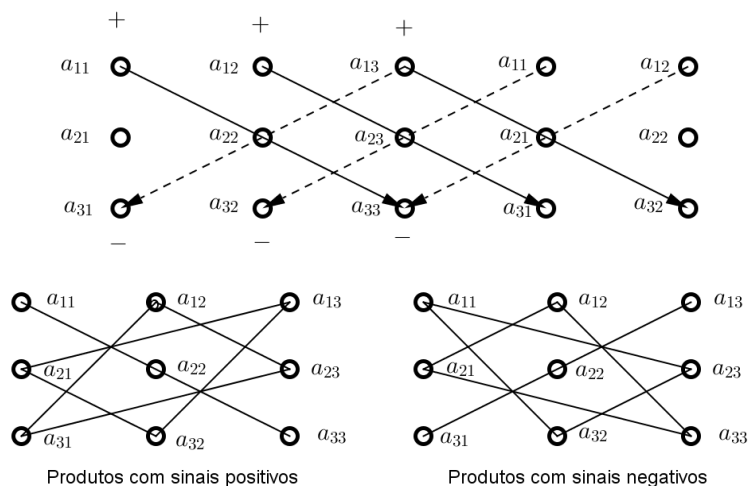 + + +
a11 a12 a13 a11 a12
a21 a22 a23 a21 a22
a31 a32 a33 a31 a32
− − −
a11 a12 a13
a21 a22 a23
a31 a32 a33
Produtos com sinais positivos
a11 a12 a13
a21 a22 a23
a31 a32 a33
Produtos com sinais negativos